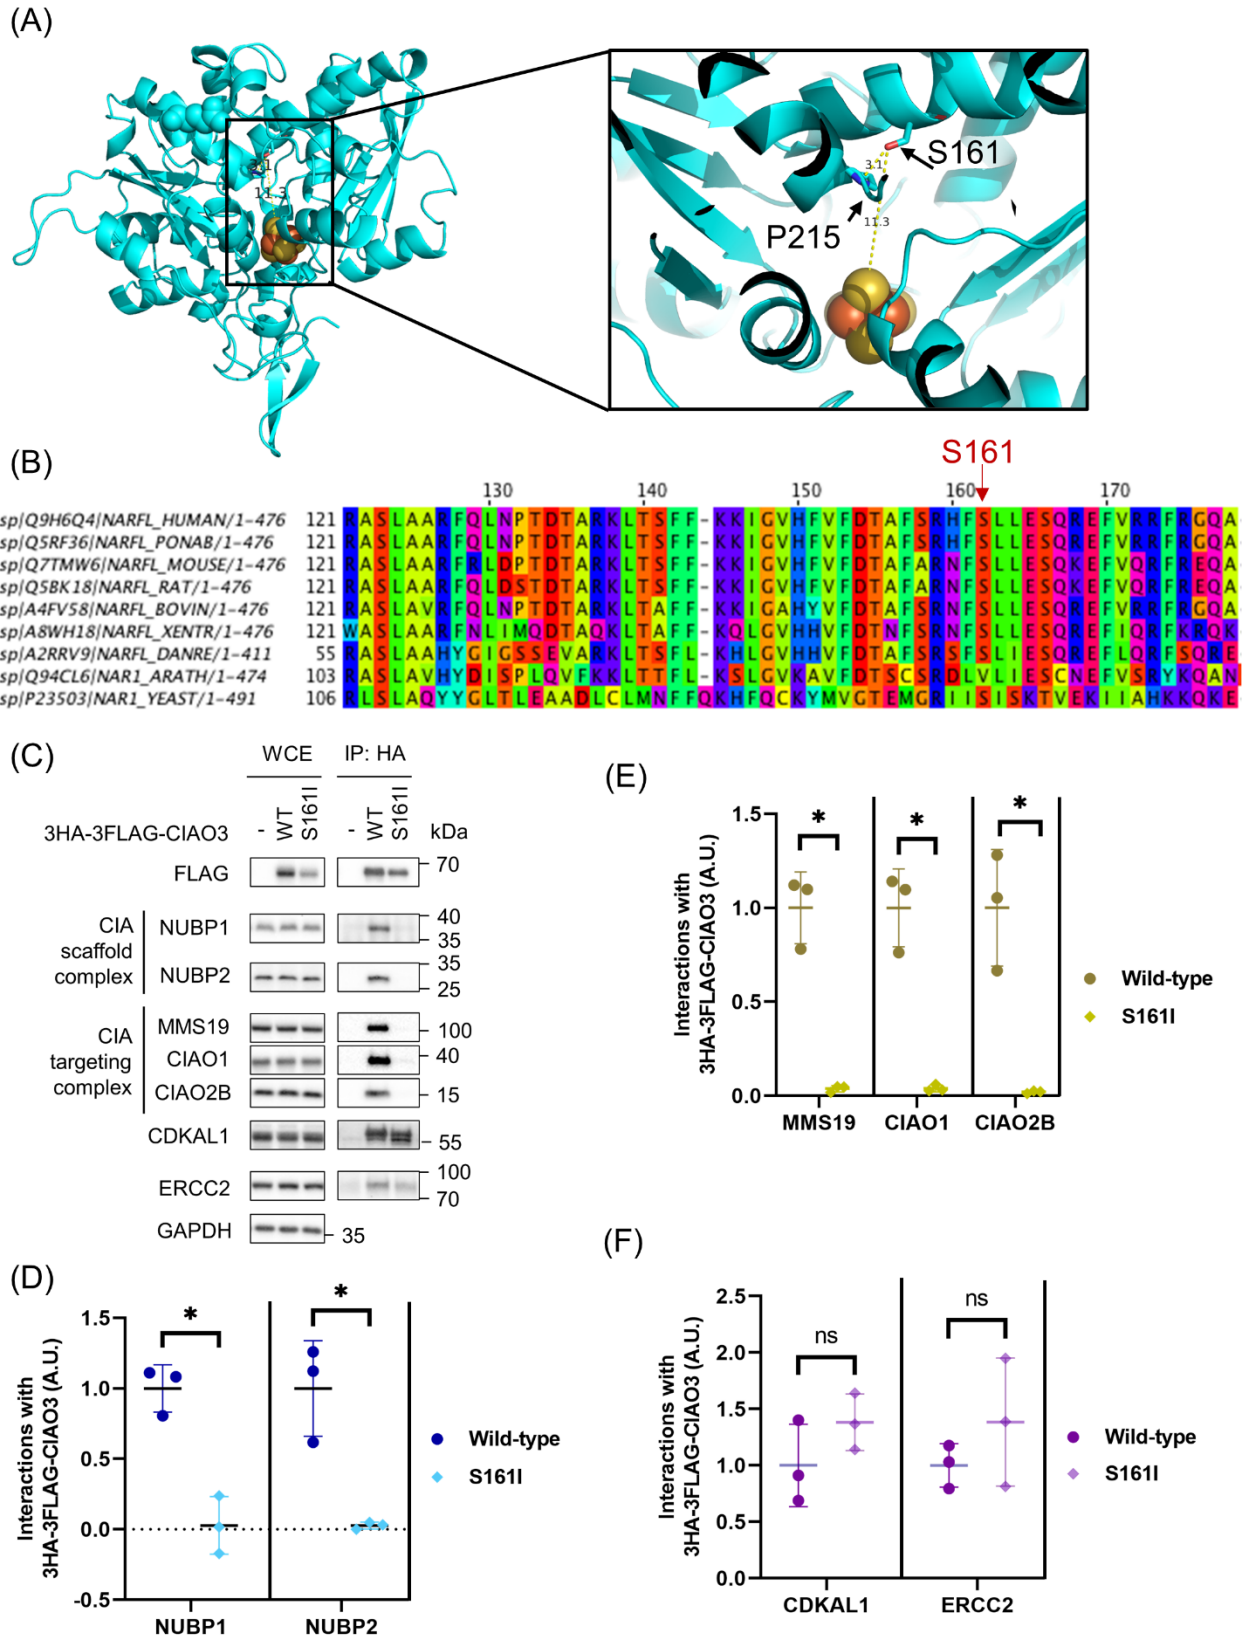 (A)
3.1
11.3
S161
3.1
P215
11.3
(B)
S161
130 140 150 160 170
sp|Q9H6Q4|NARFL_HUMAN/1-476 121 RASLAARFQLNPTDTARKLTSFF-KKIGVHFVFDTAFSRHFSLLESQREFVRRFRGQA
sp|Q5RF36|NARFL_PONAB/1-476 121 RASLAARFQLNPTDTARKLTSFF-KKIGVHFVFDTAFSRHFSLLESQREFVRRFRGQA
sp|Q7TMW6|NARFL_MOUSE/1-476 121 RASLAARFRLDPTDTARKLTSFF-KKIGVHFVFDTAFARNFSLLESQKEFVQRFRGQA
sp|Q5BK18|NARFL_RAT/1-476 121 RASLAARFQLDSTDTARKLTSFF-KKIGVHFVFDTAFARNFSLLESQREFVRRFRGQA
sp|A4FV58|NARFL_BOVIN/1-476 121 RASLAVRFQLNPTDTARKLTAFF-KKIGAHYVFDTAFSRNFSLLESQREFVRRFRGQA
sp|A8WH18|NARFL_XENTR/1-476 121 WASLAARFNLIMQDTAQKLTAFF-KQLGVHHVFDTNFSRNFSLLESQREFIQRFKRQK
sp|A2RRV9|NARFL_DANRE/1-411 55 RASLAAHYGIGSSEVARKLTSFF-KRLGVHHVFDTSFSRSFSLIESQREFLQRFSQRE
sp|Q94CL6|NAR1_ARATH/1-474 103 RASLAVHYDISPLQVFKKLTLFL-KSLGVKAVFDTSCSRDLVLIESCNEFVSRYKQAN
sp|P23503|NAR1_YEAST/1-491 106 RLSLAQYYGLTLEAADLCLMNFFQKHFQCKYMVGTEMGRIISISKTVEKIIAHKKQKE
(C)
WCE IP: HA
3HA-3FLAG-CIAO3 - WT S161I - WT S161I kDa
FLAG 70
CIA scaffold complex
NUBP1 40
35
NUBP2 35
25
CIA targeting complex
MMS19 100
CIAO1 40
CIAO2B 15
CDKAL1 55
ERCC2 100
70
GAPDH 35
(D)
Interactions with
3HA-3FLAG-CIAO3 (A.U.)
1.5
1.0
0.5
0.0
-0.5
* *
NUBP1 NUBP2
Wild-type
S161I
(E)
Interactions with
3HA-3FLAG-CIAO3 (A.U.)
1.5
1.0
0.5
0.0
* * *
MMS19 CIAO1 CIAO2B
Wild-type
S161I
(F)
Interactions with
3HA-3FLAG-CIAO3 (A.U.)
2.5
2.0
1.5
1.0
0.5
0.0
ns ns
CDKAL1 ERCC2
Wild-type
S161I